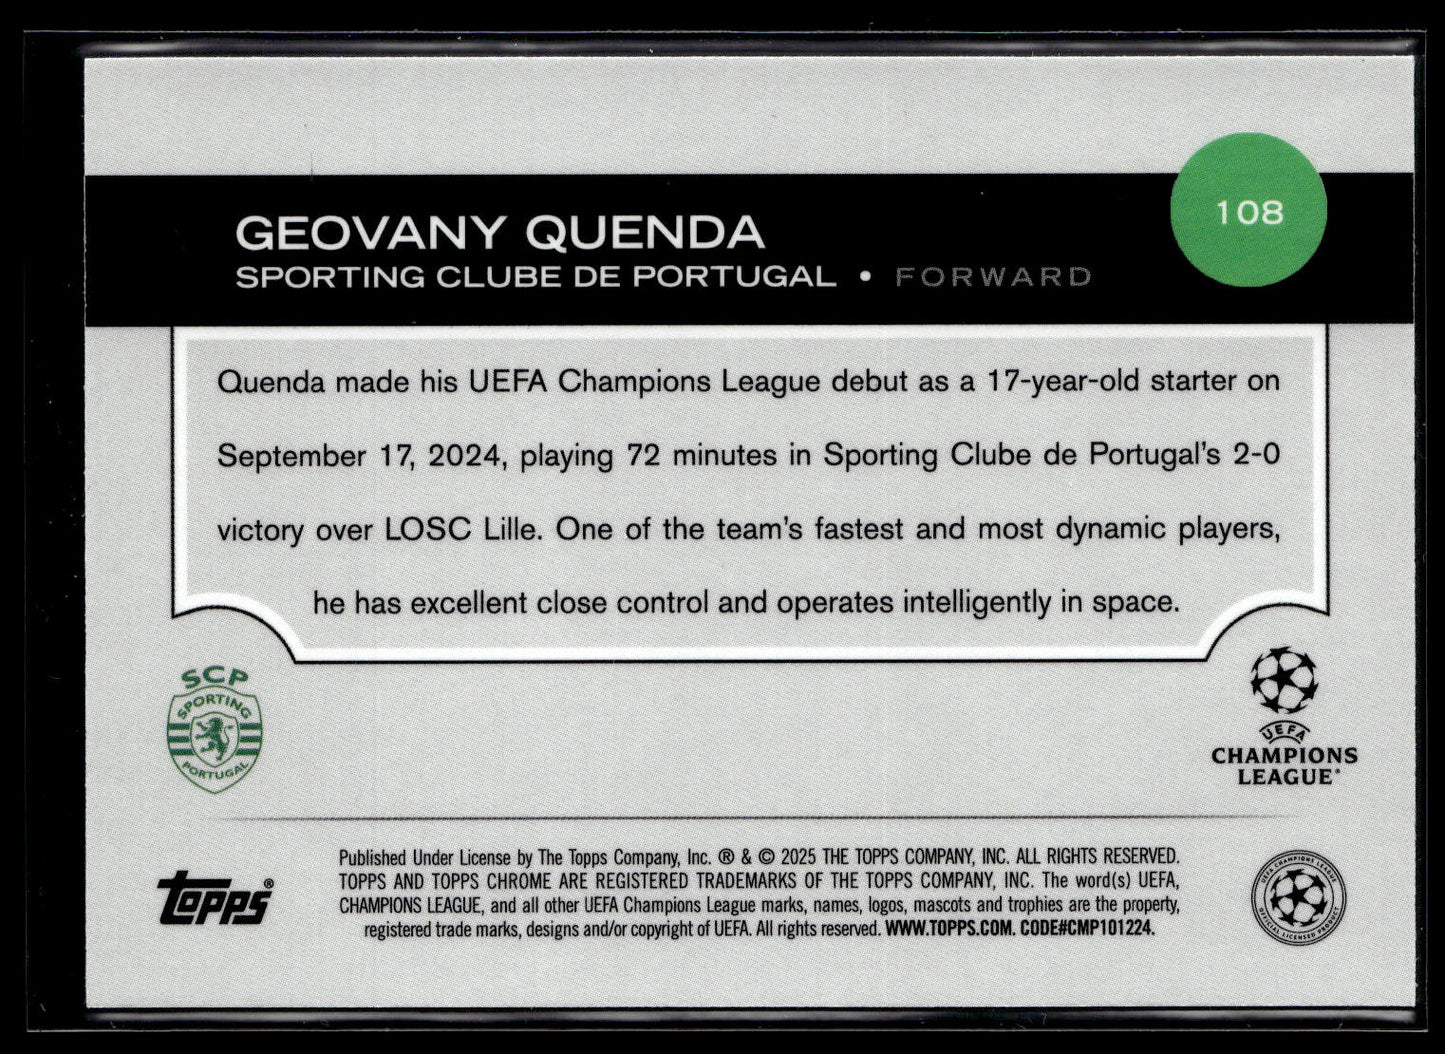 108
GEOVANY QUENDA
SPORTING CLUBE DE PORTUGAL • FORWARD
Quenda made his UEFA Champions League debut as a 17-year-old starter on
September 17, 2024, playing 72 minutes in Sporting Clube de Portugal's 2-0
victory over LOSC Lille. One of the team's fastest and most dynamic players,
he has excellent close control and operates intelligently in space.
SCP
SPORTING
PORTUGAL
UEFA
CHAMPIONS
LEAGUE®
topps®
Published Under License by The Topps Company, Inc. ® & © 2025 THE TOPPS COMPANY, INC. ALL RIGHTS RESERVED.
TOPPS AND TOPPS CHROME ARE REGISTERED TRADEMARKS OF THE TOPPS COMPANY, INC. The word(s) UEFA,
CHAMPIONS LEAGUE, and all other UEFA Champions League marks, names, logos, mascots and trophies are the property,
registered trade marks, designs and/or copyright of UEFA. All rights reserved. WWW.TOPPS.COM. CODE#CMP101224.
UEFA CHAMPIONS LEAGUE
OFFICIAL LICENSED PRODUCT